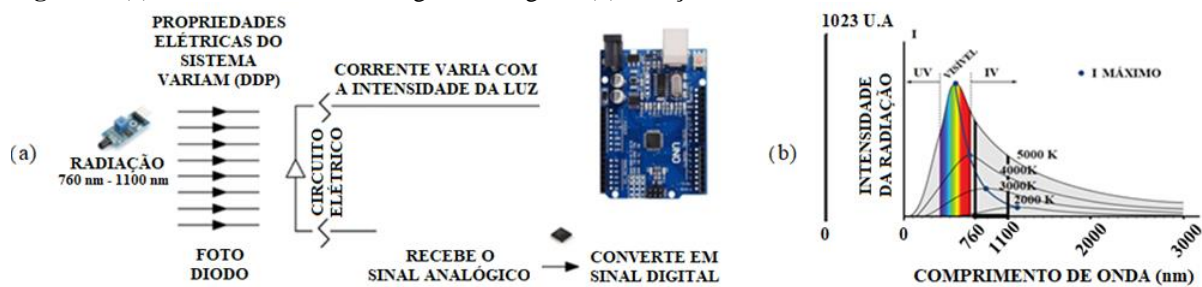 (a)
PROPRIEDADES
ELÉTRICAS DO
SISTEMA
VARIAM (DDP)
RADIAÇÃO
760 nm - 1100 nm
FOTO
DIODO
CORRENTE VARIA COM
A INTENSIDADE DA LUZ
CIRCUITO
ELÉTRICO
RECEBE O
SINAL ANALÓGICO
CONVERTE EM
SINAL DIGITAL
UNO
(b)
1023 U.A
0
I
INTENSIDADE
DA RADIAÇÃO
UV
VISÍVEL
IV
I MÁXIMO
5000 K
4000K
3000K
2000 K
0
760
1100
2000
3000
COMPRIMENTO DE ONDA (nm)